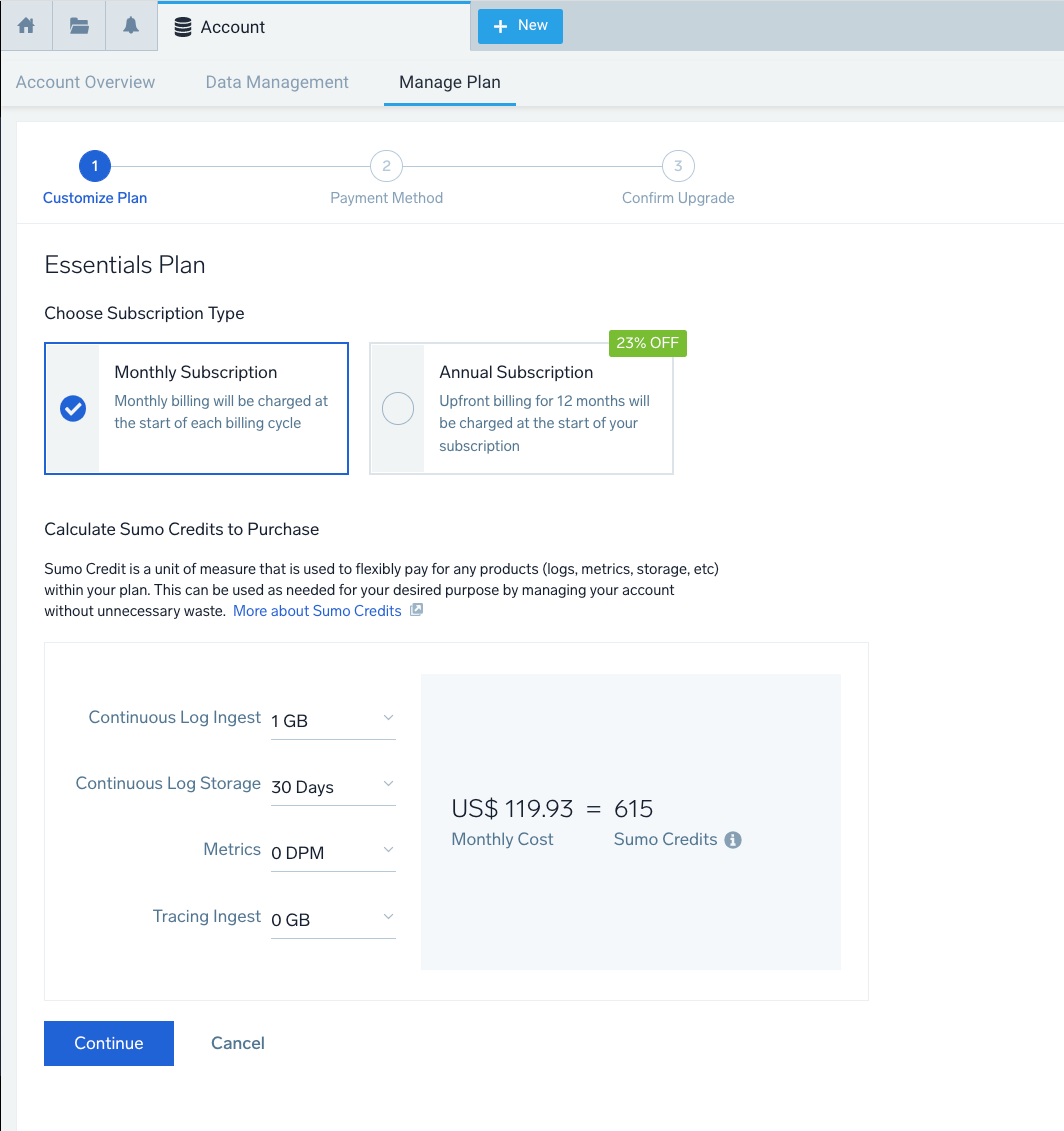 Account
New
Account Overview
Data Management
Manage Plan
1
2
3
Customize Plan
Payment Method
Confirm Upgrade
Essentials Plan
Choose Subscription Type
Monthly Subscription
Monthly billing will be charged at
the start of each billing cycle
23% OFF
Annual Subscription
Upfront billing for 12 months will
be charged at the start of your
subscription
Calculate Sumo Credits to Purchase
Sumo Credit is a unit of measure that is used to flexibly pay for any products (logs, metrics, storage, etc)
within your plan. This can be used as needed for your desired purpose by managing your account
without unnecessary waste. More about Sumo Credits
Continuous Log Ingest 1 GB
Continuous Log Storage 30 Days
Metrics 0 DPM
Tracing Ingest 0 GB
US$ 119.93 = 615
Monthly Cost
Sumo Credits
Continue
Cancel